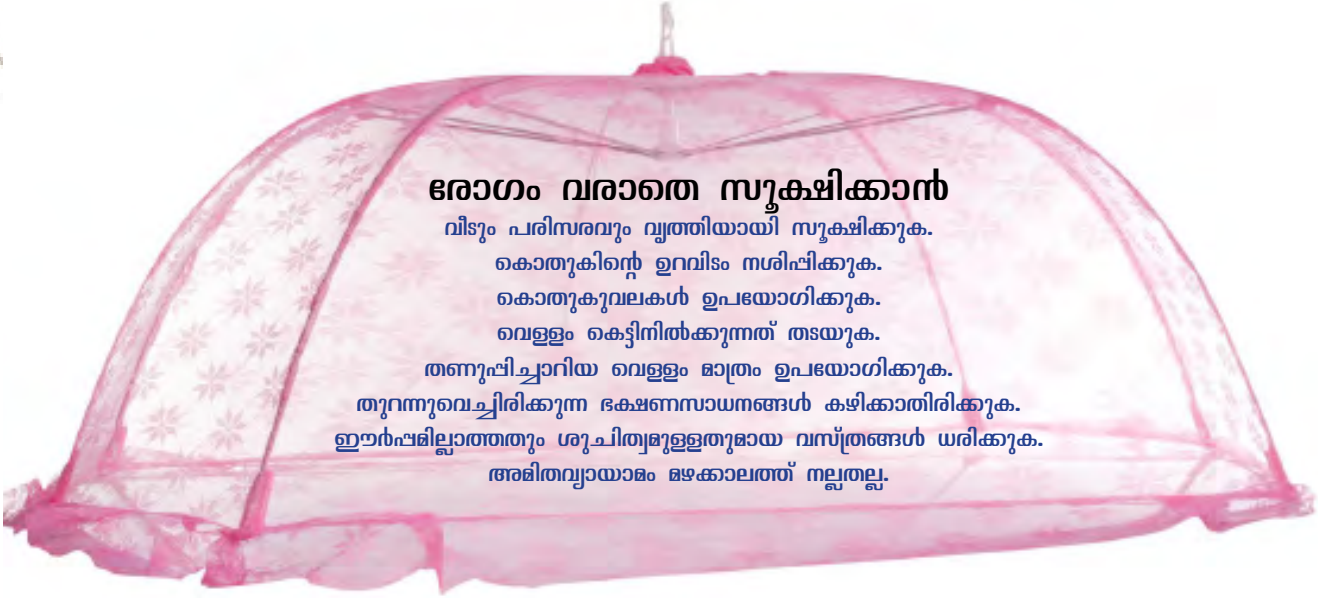 രോഗം വരാതെ സൂക്ഷിക്കാൻ
വീടും പരിസരവും വൃത്തിയായി സൂക്ഷിക്കുക.
കൊതുകിന്റെ ഉറവിടം നശിപ്പിക്കുക.
കൊതുകുവലകൾ ഉപയോഗിക്കുക.
വെള്ളം കെട്ടിനിൽക്കുന്നത് തടയുക.
തണുപ്പിച്ചാറിയ വെള്ളം മാത്രം ഉപയോഗിക്കുക.
തുറന്നുവെച്ചിരിക്കുന്ന ഭക്ഷണസാധനങ്ങൾ കഴിക്കാതിരിക്കുക.
ഈർപ്പമില്ലാത്തതും ശുചിത്വമുള്ളതുമായ വസ്ത്രങ്ങൾ ധരിക്കുക.
അമിതവ്യായാമം മഴക്കാലത്ത് നല്ലതല്ല.